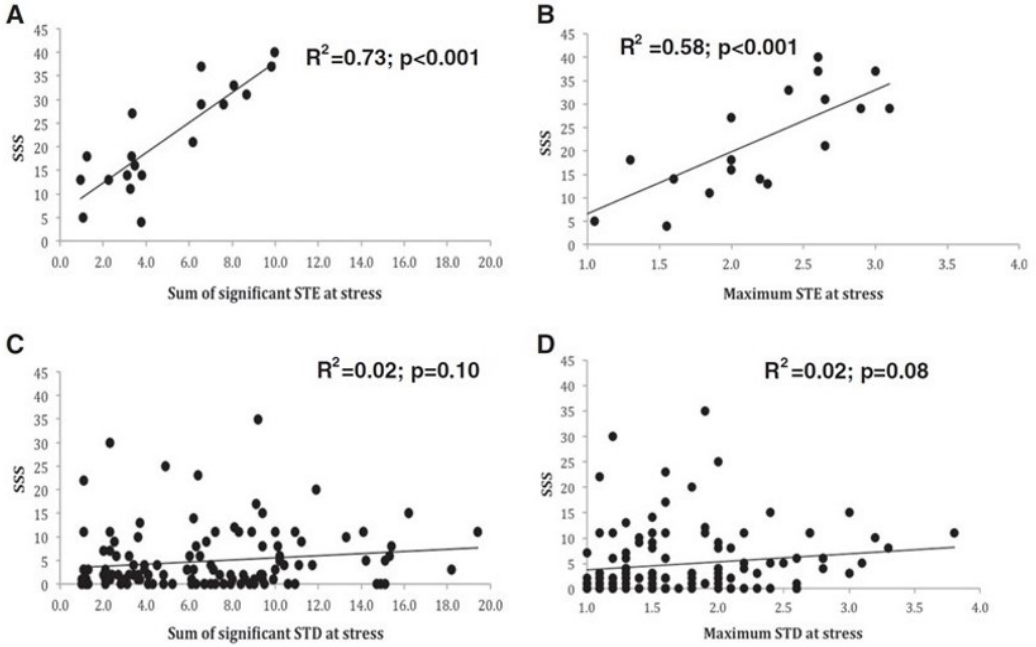 A
45
40
35
30
25
20
15
10
5
0
SSS
R²=0.73; p<0.001
0.0 2.0 4.0 6.0 8.0 10.0 12.0 14.0 16.0 18.0 20.0
Sum of significant STE at stress
B
45
40
35
30
25
20
15
10
5
0
SSS
R² =0.58; p<0.001
1.0 1.5 2.0 2.5 3.0 3.5 4.0
Maximum STE at stress
C
45
40
35
30
25
20
15
10
5
0
SSS
R²=0.02; p=0.10
0.0 2.0 4.0 6.0 8.0 10.0 12.0 14.0 16.0 18.0 20.0
Sum of significant STD at stress
D
45
40
35
30
25
20
15
10
5
0
SSS
R²=0.02; p=0.08
1.0 1.5 2.0 2.5 3.0 3.5 4.0
Maximum STD at stress